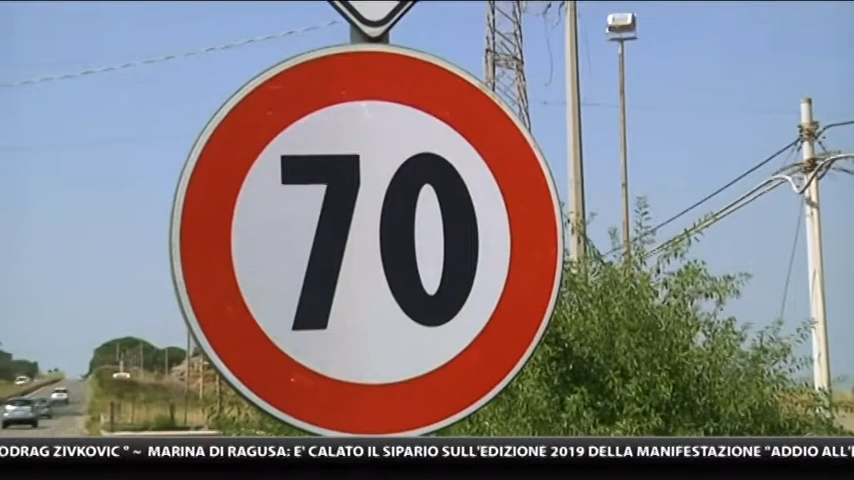 70
ODRAG ZIVKOVIC" ~ MARINA DI RAGUSA: E' CALATO IL SIPARIO SULL'EDIZIONE 2019 DELLA MANIFESTAZIONE "ADDIO ALL'